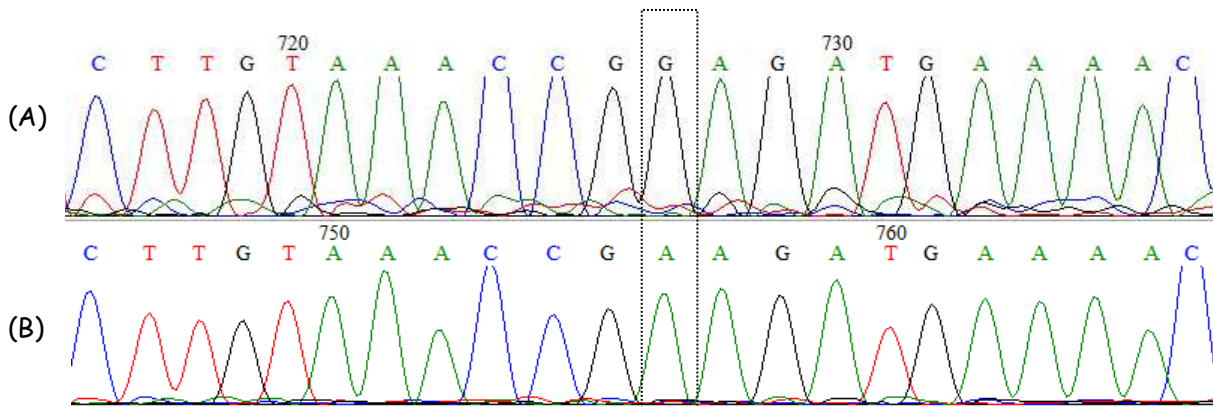 720 730
C T T G T A A A C C G G A G A T G A A A A C
(A)
750 760
C T T G T A A A C C G A A G A T G A A A A C
(B)